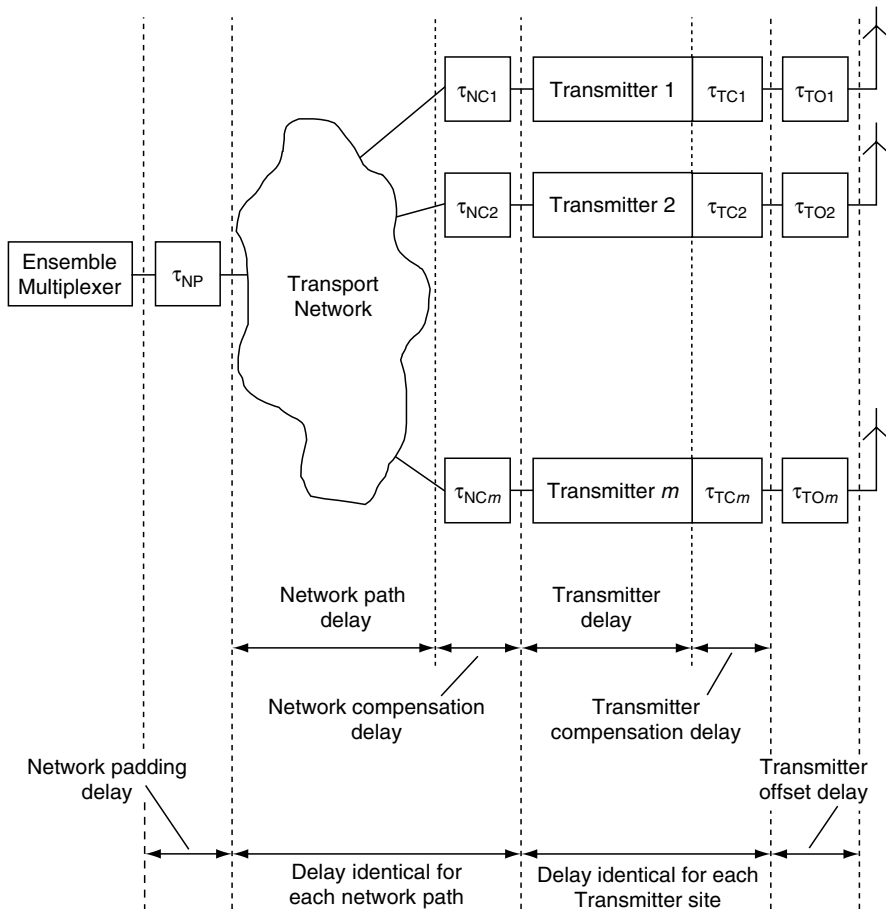 τNC1
Transmitter 1
τTC1
τTO1
τNC2
Transmitter 2
τTC2
τTO2
Ensemble
Multiplexer
τNP
Transport
Network
τNCm
Transmitter m
τTCm
τTOm
Network path
delay
Transmitter
delay
Network compensation
delay
Transmitter
compensation delay
Network padding
delay
Transmitter
offset delay
Delay identical for
each network path
Delay identical for each
Transmitter site